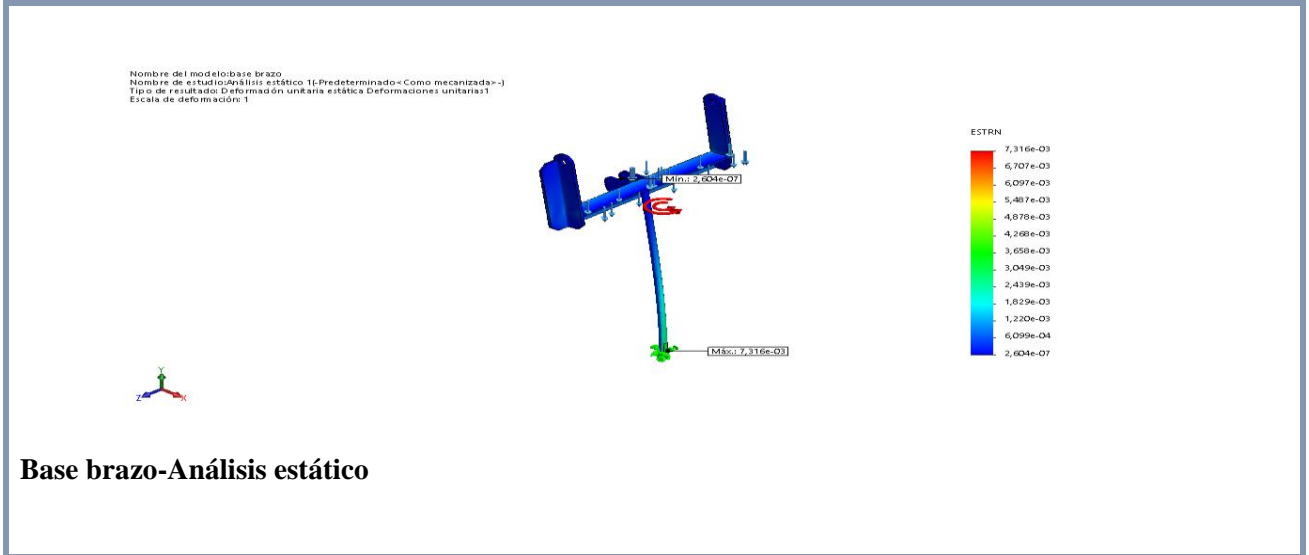 Nombre del modelo:base brazo
Nombre de estudio:Análisis estático 1(-Predeterminado<Como mecanizada>-)
Tipo de resultado: Deformación unitaria estática Deformaciones unitarias1
Escala de deformación: 1
ESTRN
7,316e-03
6,707e-03
6,097e-03
5,487e-03
4,878e-03
4,268e-03
3,658e-03
3,049e-03
2,439e-03
1,829e-03
1,220e-03
6,099e-04
2,604e-07
Mín.: 2,604e-07
Máx.: 7,316e-03
Y
Z
X
Base brazo-Análisis estático